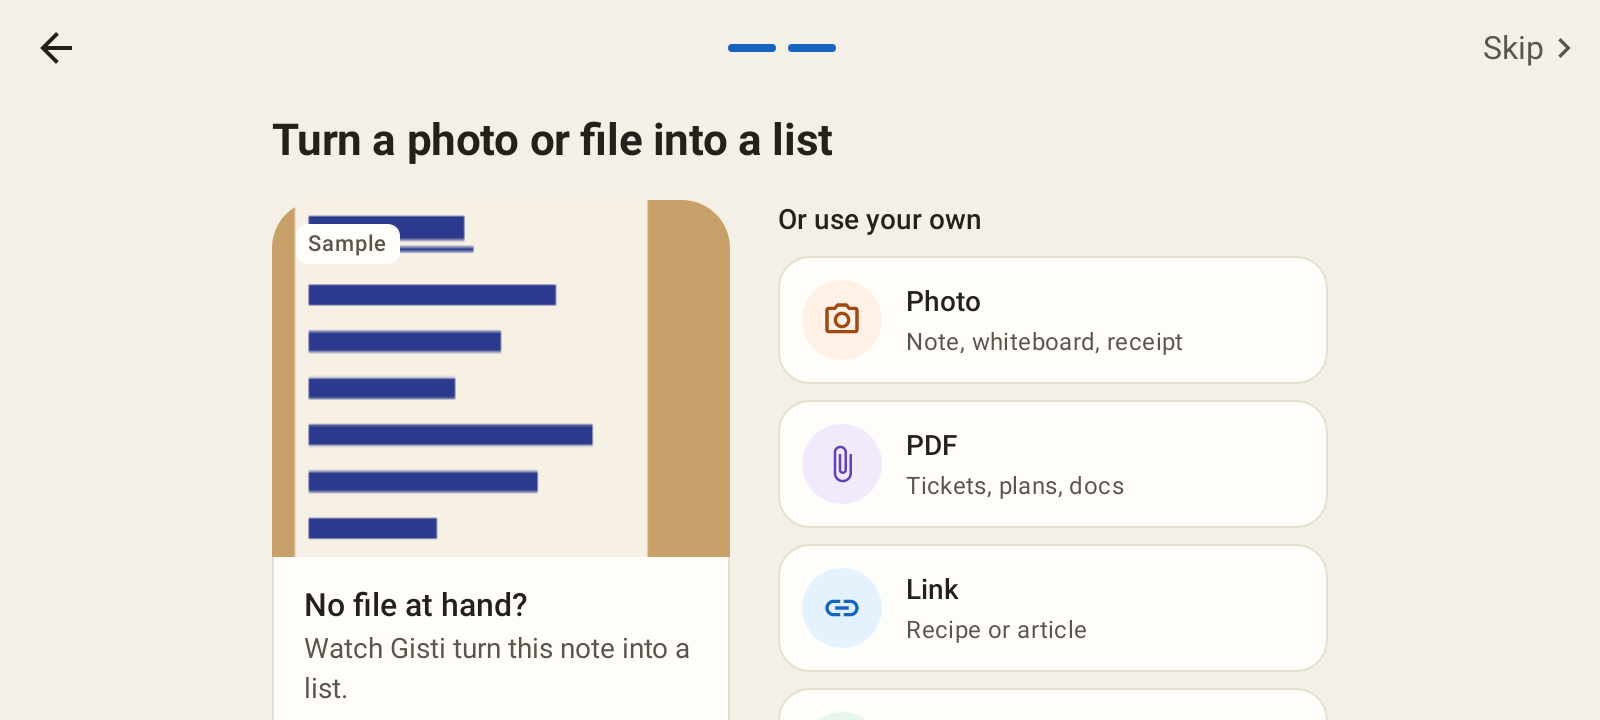 Skip
Turn a photo or file into a list
Sample
No file at hand?
Watch Gisti turn this note into a
list.
Or use your own
Photo
Note, whiteboard, receipt
PDF
Tickets, plans, docs
Link
Recipe or article